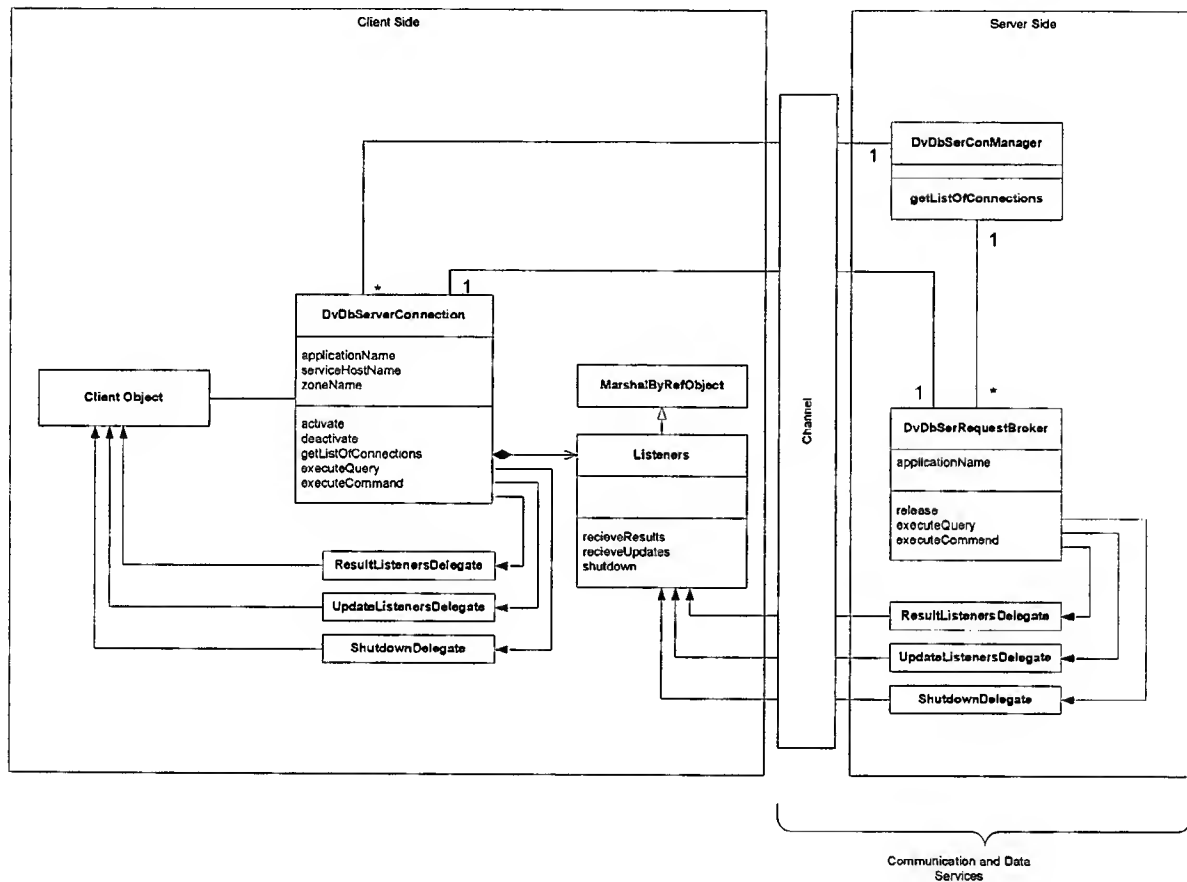 Client Side
Server Side
DvDbSerConManager
1
getListOfConnections
1
*
1
DvDbServerConnection
applicationName
serviceHostName
zoneName
Client Object
MarshalByRefObject
Channel
1
*
DvDbSerRequestBroker
activate
deactivate
getListOfConnections
executeQuery
executeCommand
Listeners
applicationName
release
executeQuery
executeCommend
recieveResults
recieveUpdates
shutdown
ResultListenersDelegate
UpdateListenersDelegate
ShutdownDelegate
ResultListenersDelegate
UpdateListenersDelegate
ShutdownDelegate
Communication and Data
Services